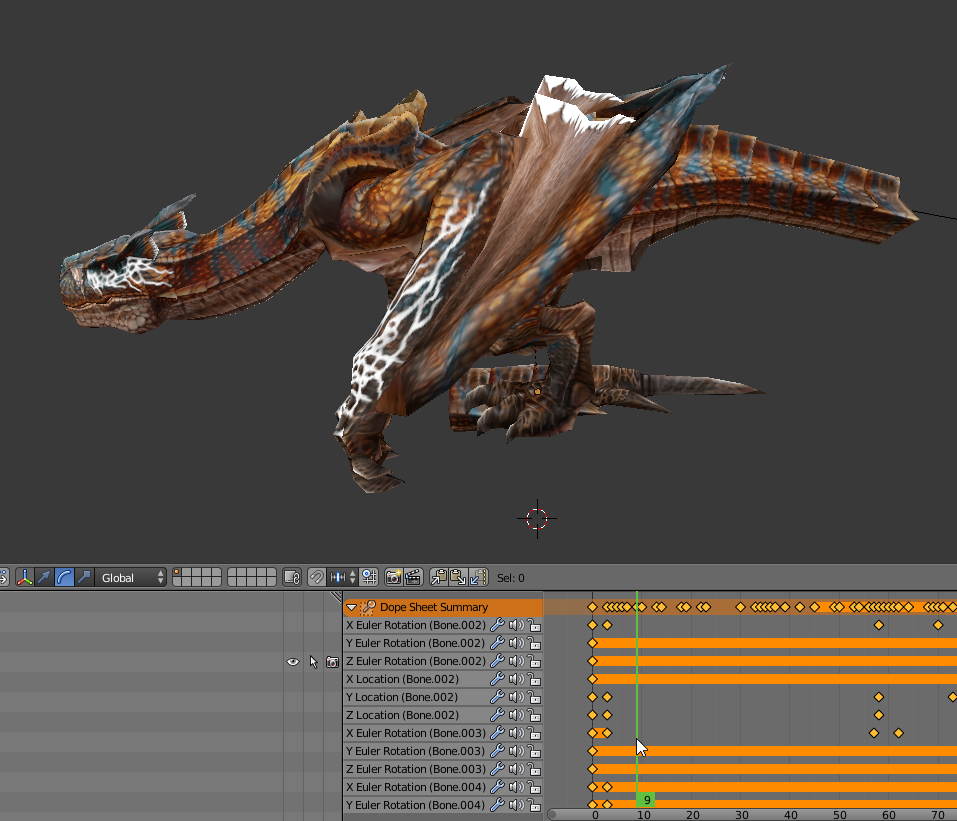 Global
Sel: 0
Dope Sheet Summary
X Euler Rotation (Bone.002)
Y Euler Rotation (Bone.002)
Z Euler Rotation (Bone.002)
X Location (Bone.002)
Y Location (Bone.002)
Z Location (Bone.002)
X Euler Rotation (Bone.003)
Y Euler Rotation (Bone.003)
Z Euler Rotation (Bone.003)
X Euler Rotation (Bone.004)
Y Euler Rotation (Bone.004)
9
0 10 20 30 40 50 60 70